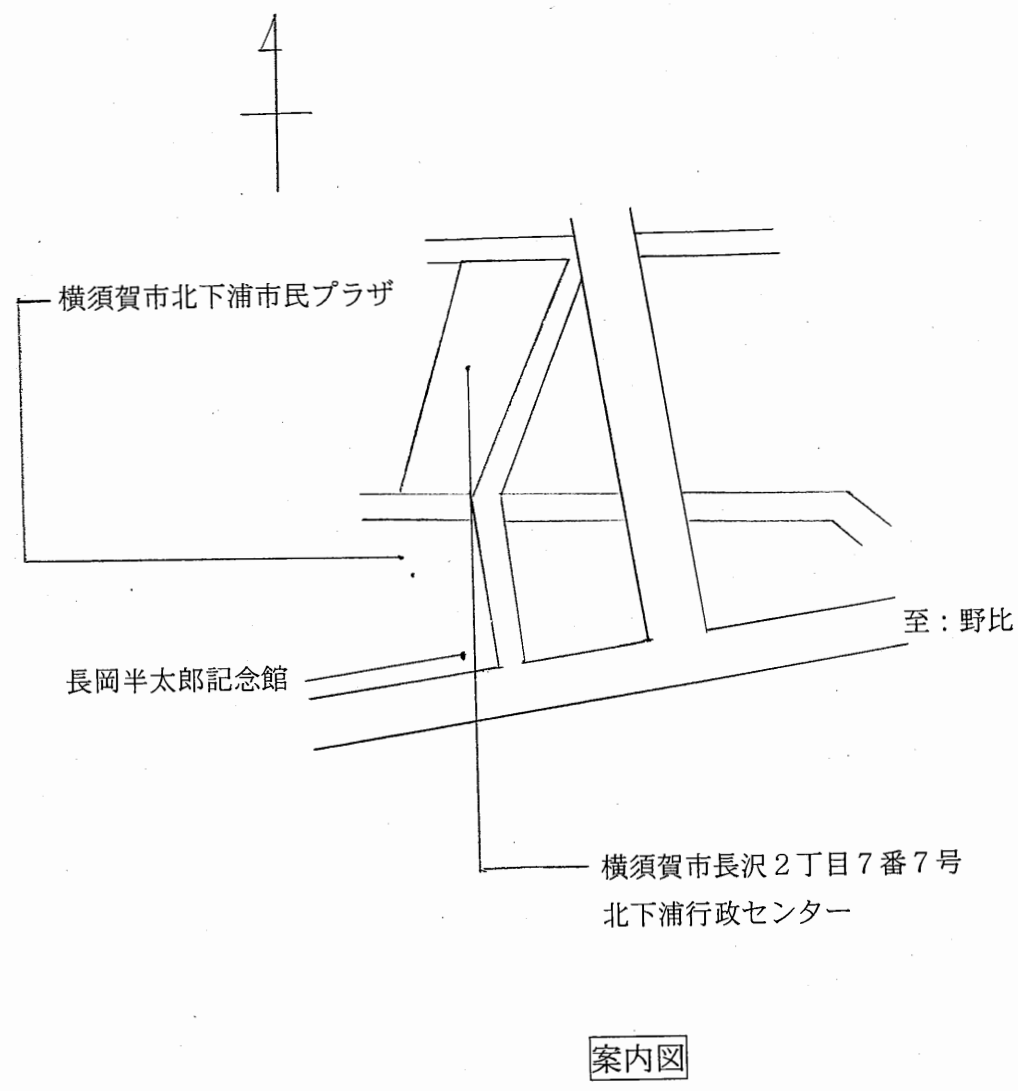 横須賀市北下浦市民プラザ
至：野比
長岡半太郎記念館
横須賀市長沢２丁目７番７号
北下浦行政センター
案内図